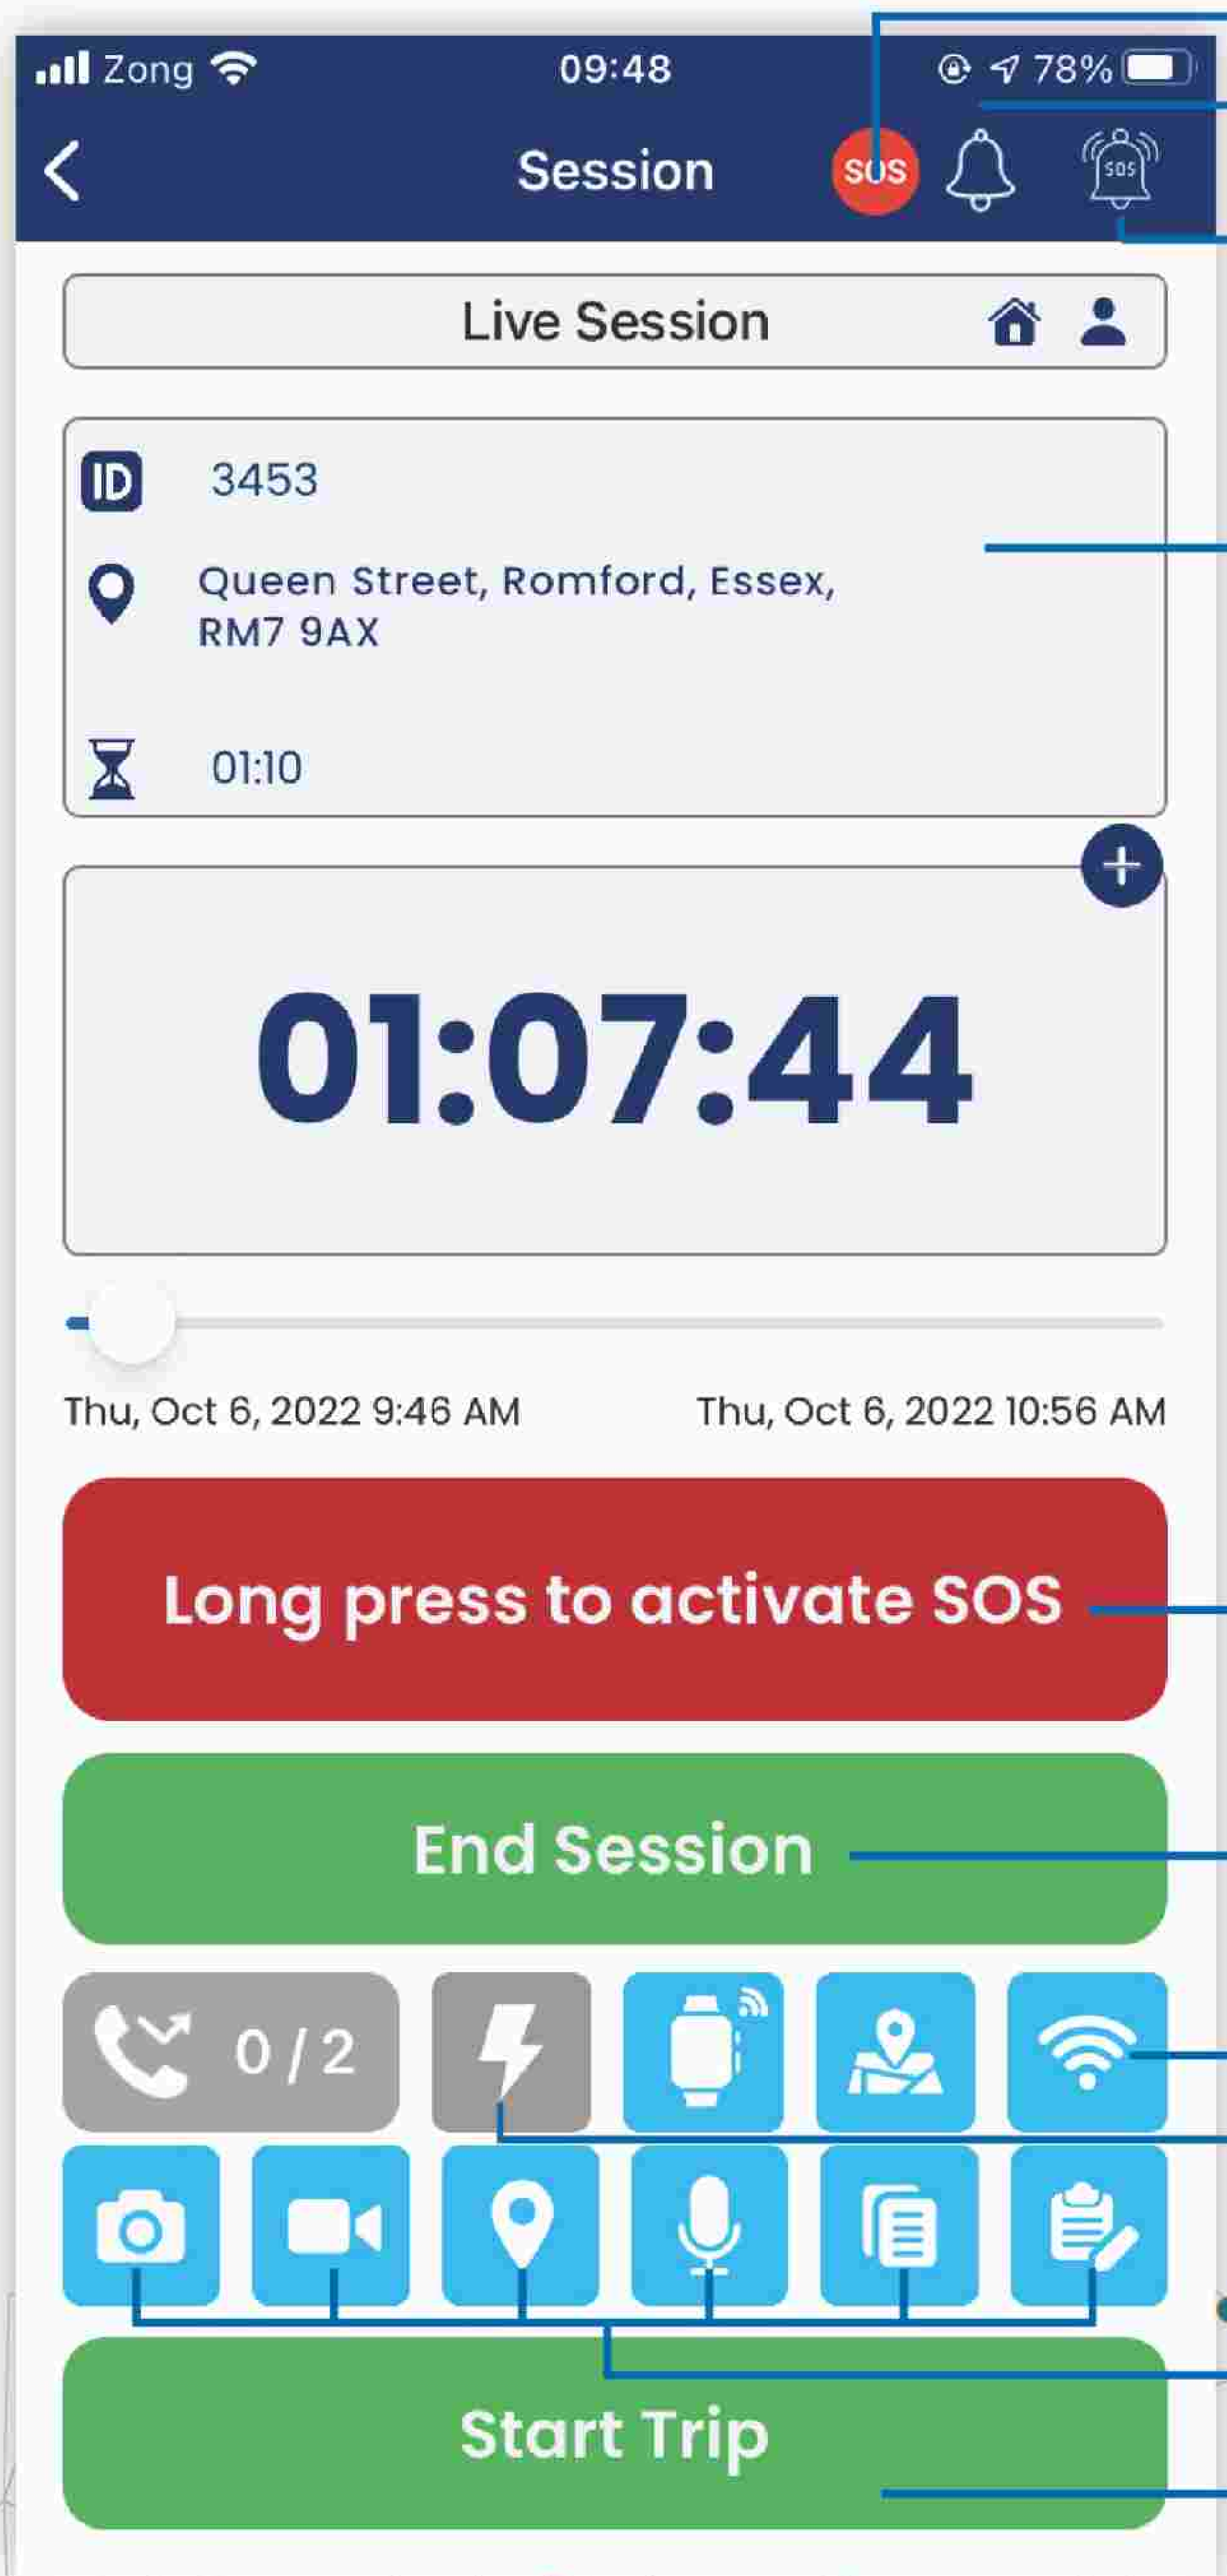 Zong 09:48 78%
Session SOS SOS
Live Session
ID 3453
Queen Street, Romford, Essex,
RM7 9AX
01:10
+
01:07:44
Thu, Oct 6, 2022 9:46 AM Thu, Oct 6, 2022 10:56 AM
Long press to activate SOS
End Session
0/2
Start Trip